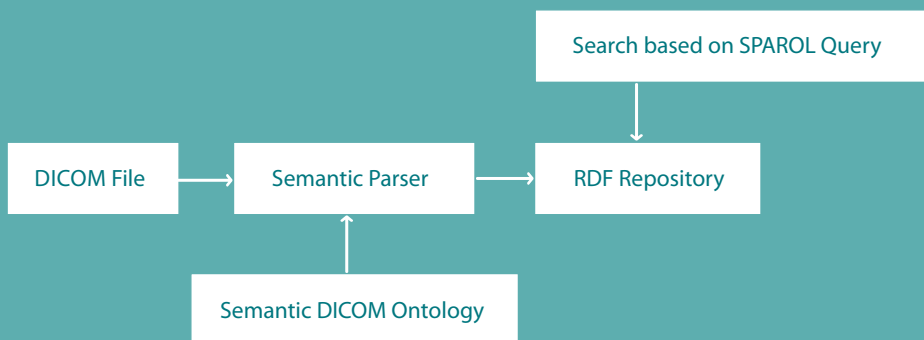 Search based on SPAROL Query
DICOM File
Semantic Parser
RDF Repository
Semantic DICOM Ontology